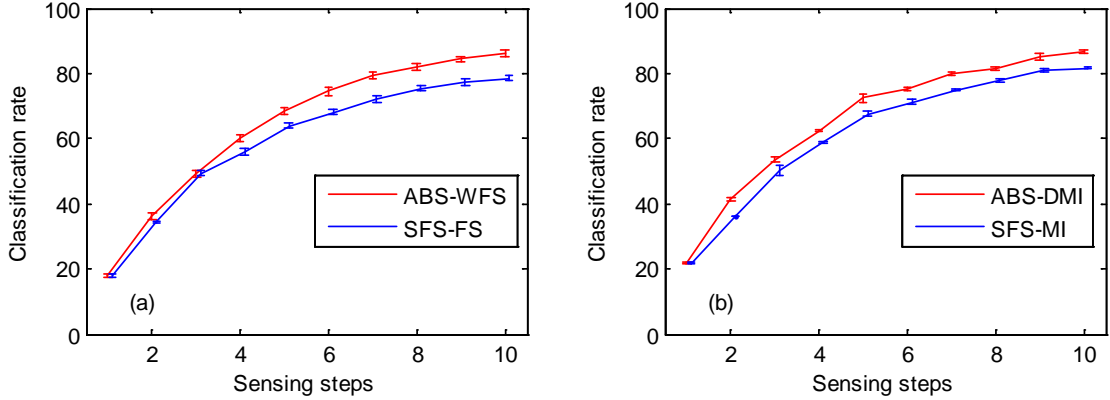 100
80
60
40
20
0
Classification rate
ABS-WFS
SFS-FS
(a)
2 4 6 8 10
Sensing steps
100
80
60
40
20
0
Classification rate
ABS-DMI
SFS-MI
(b)
2 4 6 8 10
Sensing steps